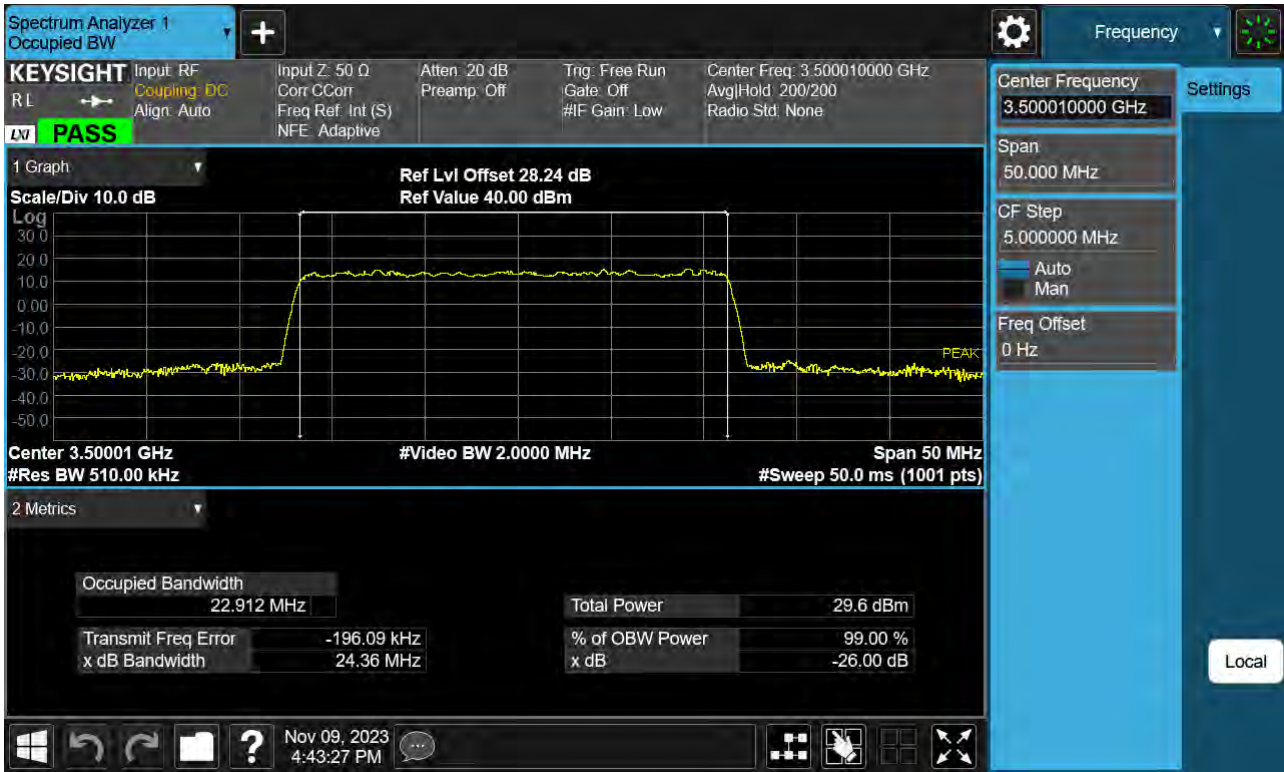 Spectrum Analyzer 1
Occupied BW
+
Frequency
KEYSIGHT
RL
LXI PASS
Input: RF
Coupling: DC
Align: Auto
Input Z: 50 Ω
Corr CCorr
Freq Ref: Int (S)
NFE: Adaptive
Atten: 20 dB
Preamp: Off
Trig: Free Run
Gate: Off
#IF Gain: Low
Center Freq: 3.500010000 GHz
Avg|Hold: 200/200
Radio Std: None
1 Graph
Scale/Div 10.0 dB
Ref Lvl Offset 28.24 dB
Ref Value 40.00 dBm
Log
30.0
20.0
10.0
0.00
-10.0
-20.0
-30.0
-40.0
-50.0
PEAK
Center 3.50001 GHz
#Video BW 2.0000 MHz
Span 50 MHz
#Res BW 510.00 kHz
#Sweep 50.0 ms (1001 pts)
2 Metrics
Occupied Bandwidth
22.912 MHz
Transmit Freq Error -196.09 kHz
x dB Bandwidth 24.36 MHz
Total Power 29.6 dBm
% of OBW Power 99.00 %
x dB -26.00 dB
Center Frequency
3.500010000 GHz
Span
50.000 MHz
CF Step
5.000000 MHz
Auto
Man
Freq Offset
0 Hz
Settings
Local
?
Nov 09, 2023
4:43:27 PM